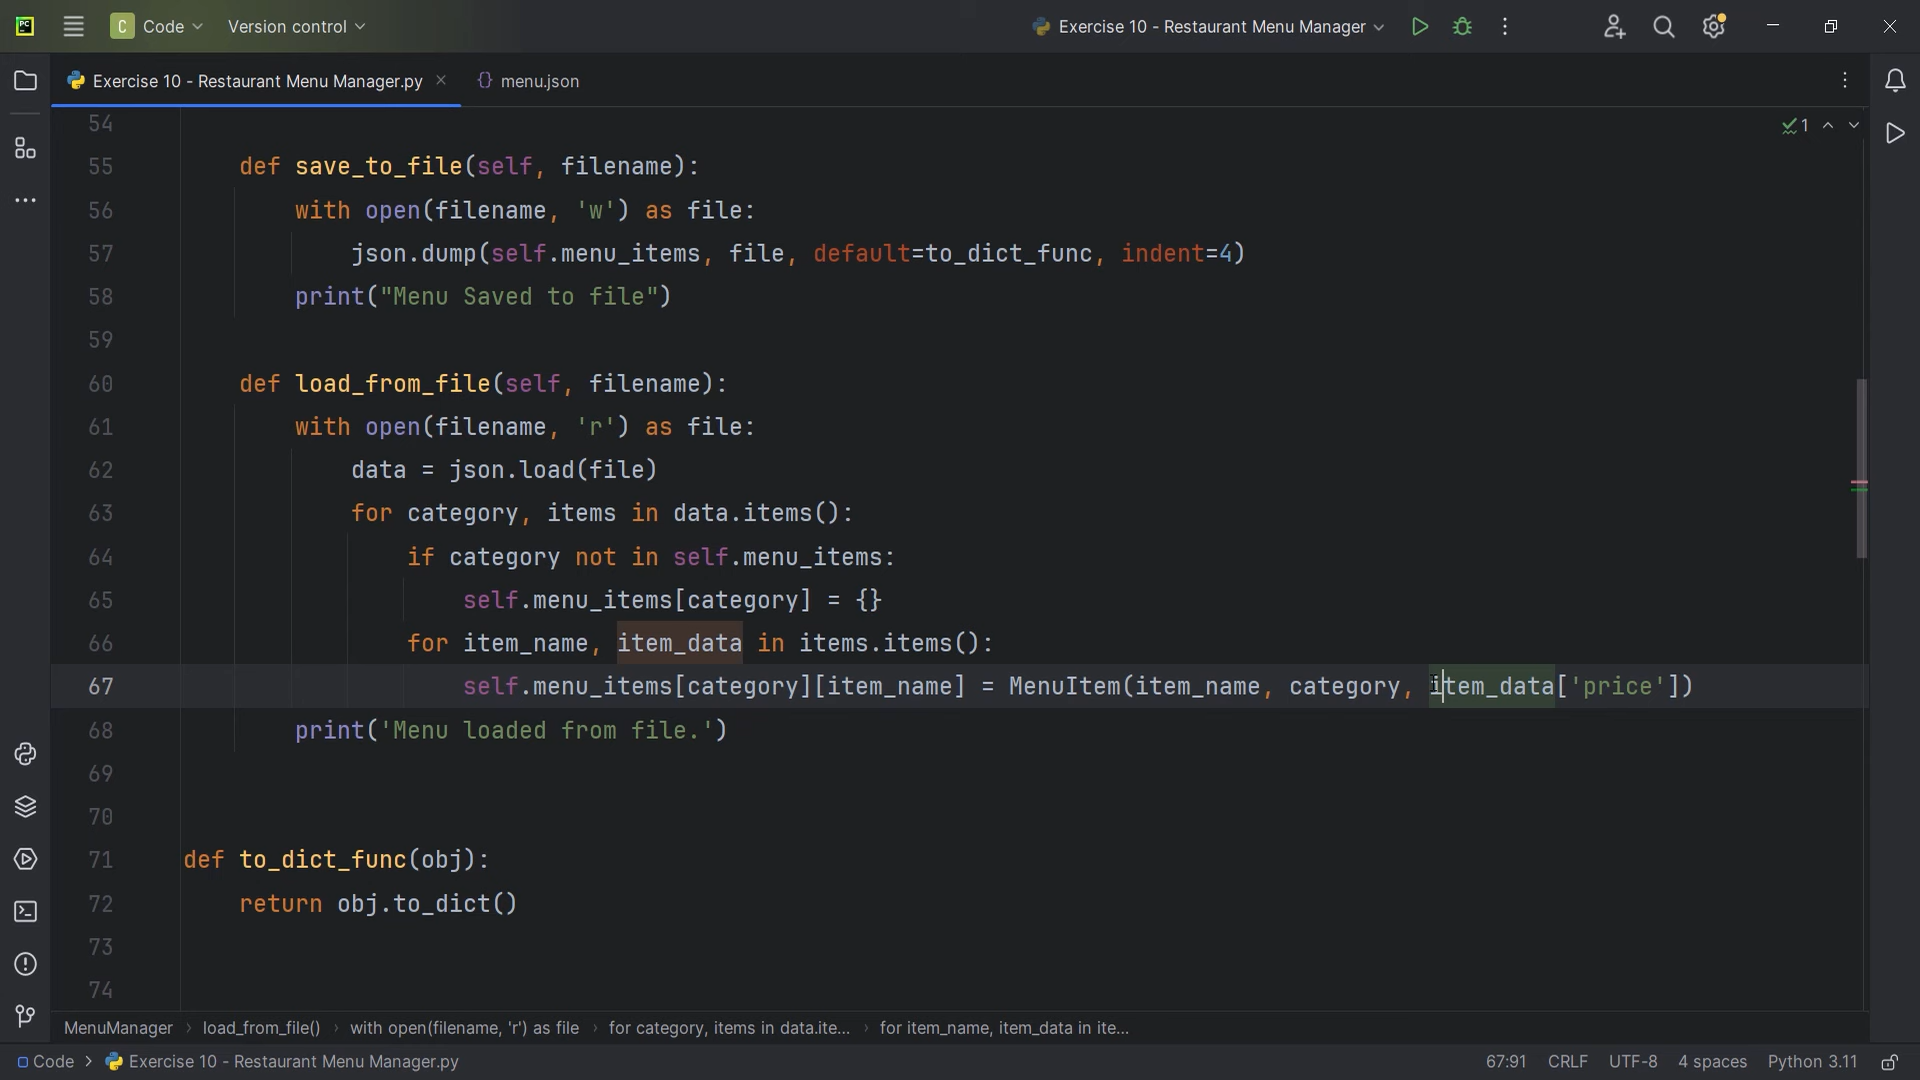 PC C Code Version control Exercise 10 - Restaurant Menu Manager
Exercise 10 - Restaurant Menu Manager.py {} menu.json
54 1
55 def save_to_file(self, filename):
56 with open(filename, 'w') as file:
57 json.dump(self.menu_items, file, default=to_dict_func, indent=4)
58 print("Menu Saved to file")
59
60 def load_from_file(self, filename):
61 with open(filename, 'r') as file:
62 data = json.load(file)
63 for category, items in data.items():
64 if category not in self.menu_items:
65 self.menu_items[category] = {}
66 for item_name, item_data in items.items():
67 self.menu_items[category][item_name] = MenuItem(item_name, category, item_data['price'])
68 print('Menu loaded from file.')
69
70
71 def to_dict_func(obj):
72 return obj.to_dict()
73
74
MenuManager › load_from_file() › with open(filename, 'r') as file › for category, items in data.ite... › for item_name, item_data in ite...
Code › Exercise 10 - Restaurant Menu Manager.py 67:91 CRLF UTF-8 4 spaces Python 3.11